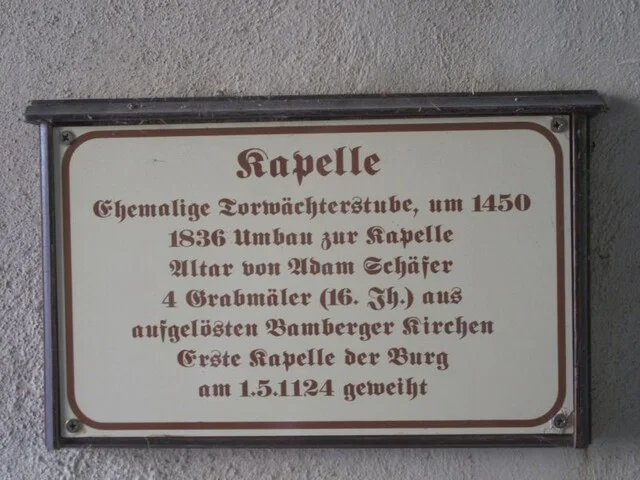 Kapelle
Ehemalige Torwächterstube, um 1450
1836 Umbau zur Kapelle
Altar von Adam Schäfer
4 Grabmäler (16. Jh.) aus
aufgelösten Bamberger Kirchen
Erste Kapelle der Burg
am 1.5.1124 geweiht